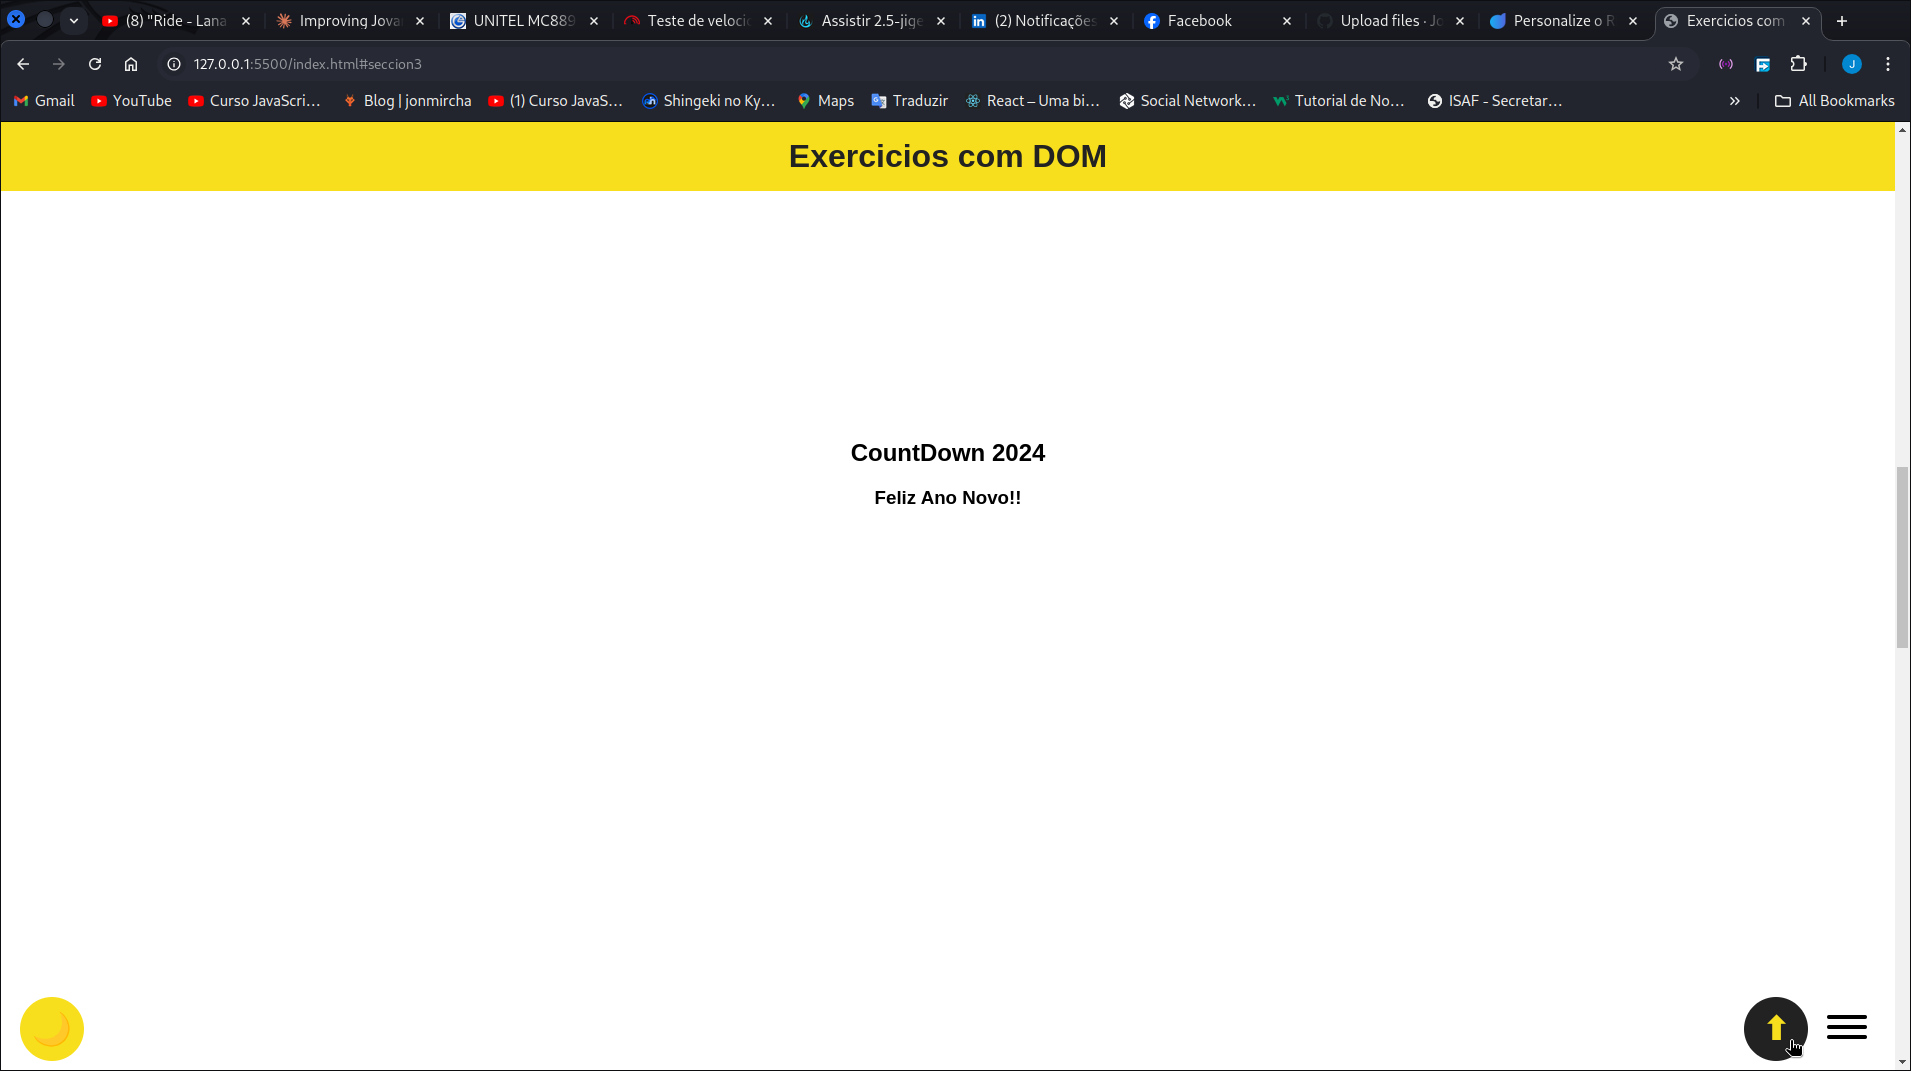 (8) "Ride - Lana
Improving Jova
UNITEL MC889
Teste de veloci
Assistir 2.5-jige
(2) Notificações
Facebook
Upload files · Jo
Personalize o R
Exercicios com
127.0.0.1:5500/index.html#seccion3
J
Gmail
YouTube
Curso JavaScri...
Blog | jonmircha
(1) Curso JavaS...
Shingeki no Ky...
Maps
Traduzir
React – Uma bi...
Social Network...
Tutorial de No...
ISAF - Secretar...
All Bookmarks
Exercicios com DOM
CountDown 2024
Feliz Ano Novo!!